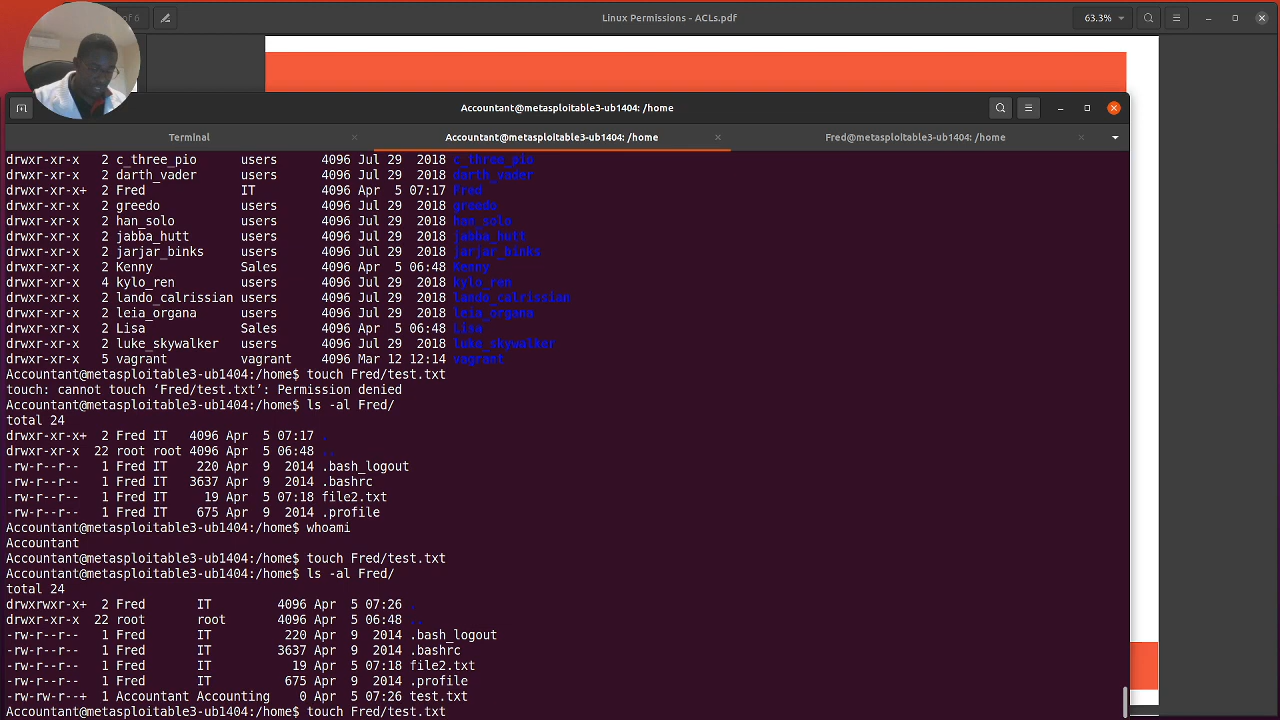 of 6
Linux Permissions - ACLs.pdf
63.3%
Accountant@metasploitable3-ub1404: /home
Terminal
Accountant@metasploitable3-ub1404: /home
Fred@metasploitable3-ub1404: /home
drwxr-xr-x 2 c_three_pio users 4096 Jul 29 2018 c_three_pio
drwxr-xr-x 2 darth_vader users 4096 Jul 29 2018 darth_vader
drwxr-xr-x+ 2 Fred IT 4096 Apr 5 07:17 Fred
drwxr-xr-x 2 greedo users 4096 Jul 29 2018 greedo
drwxr-xr-x 2 han_solo users 4096 Jul 29 2018 han_solo
drwxr-xr-x 2 jabba_hutt users 4096 Jul 29 2018 jabba_hutt
drwxr-xr-x 2 jarjar_binks users 4096 Jul 29 2018 jarjar_binks
drwxr-xr-x 2 Kenny Sales 4096 Apr 5 06:48 Kenny
drwxr-xr-x 4 kylo_ren users 4096 Jul 29 2018 kylo_ren
drwxr-xr-x 2 lando_calrissian users 4096 Jul 29 2018 lando_calrissian
drwxr-xr-x 2 leia_organa users 4096 Jul 29 2018 leia_organa
drwxr-xr-x 2 Lisa Sales 4096 Apr 5 06:48 Lisa
drwxr-xr-x 2 luke_skywalker users 4096 Jul 29 2018 luke_skywalker
drwxr-xr-x 5 vagrant vagrant 4096 Mar 12 12:14 vagrant
Accountant@metasploitable3-ub1404:/home$ touch Fred/test.txt
touch: cannot touch ‘Fred/test.txt’: Permission denied
Accountant@metasploitable3-ub1404:/home$ ls -al Fred/
total 24
drwxr-xr-x+ 2 Fred IT 4096 Apr 5 07:17 .
drwxr-xr-x 22 root root 4096 Apr 5 06:48 ..
-rw-r--r-- 1 Fred IT 220 Apr 9 2014 .bash_logout
-rw-r--r-- 1 Fred IT 3637 Apr 9 2014 .bashrc
-rw-r--r-- 1 Fred IT 19 Apr 5 07:18 file2.txt
-rw-r--r-- 1 Fred IT 675 Apr 9 2014 .profile
Accountant@metasploitable3-ub1404:/home$ whoami
Accountant
Accountant@metasploitable3-ub1404:/home$ touch Fred/test.txt
Accountant@metasploitable3-ub1404:/home$ ls -al Fred/
total 24
drwxrwxr-x+ 2 Fred IT 4096 Apr 5 07:26 .
drwxr-xr-x 22 root root 4096 Apr 5 06:48 ..
-rw-r--r-- 1 Fred IT 220 Apr 9 2014 .bash_logout
-rw-r--r-- 1 Fred IT 3637 Apr 9 2014 .bashrc
-rw-r--r-- 1 Fred IT 19 Apr 5 07:18 file2.txt
-rw-r--r-- 1 Fred IT 675 Apr 9 2014 .profile
-rw-rw-r--+ 1 Accountant Accounting 0 Apr 5 07:26 test.txt
Accountant@metasploitable3-ub1404:/home$ touch Fred/test.txt